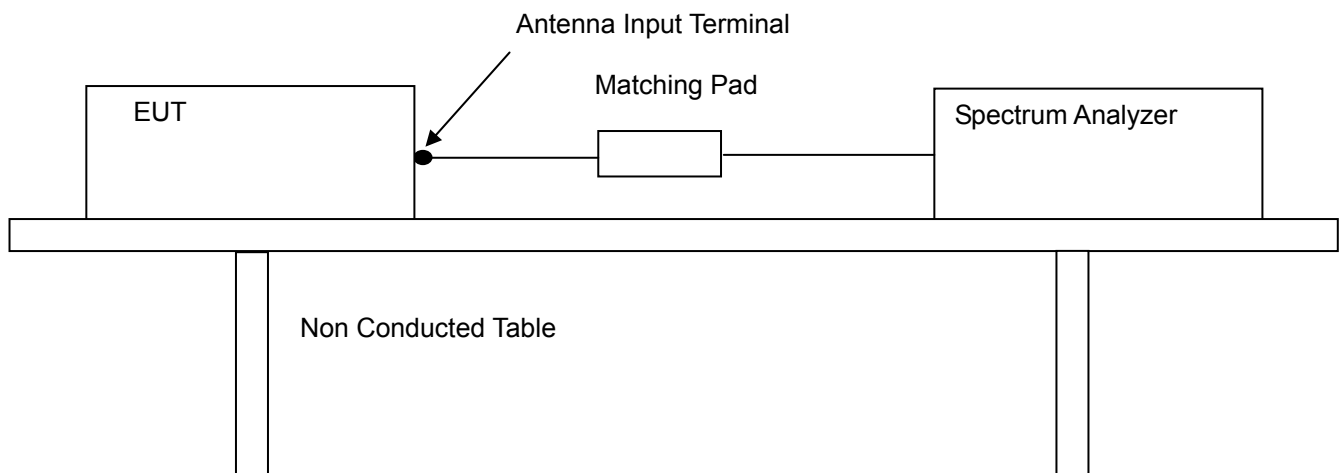 Antenna Input Terminal
Matching Pad
EUT
Spectrum Analyzer
Non Conducted Table